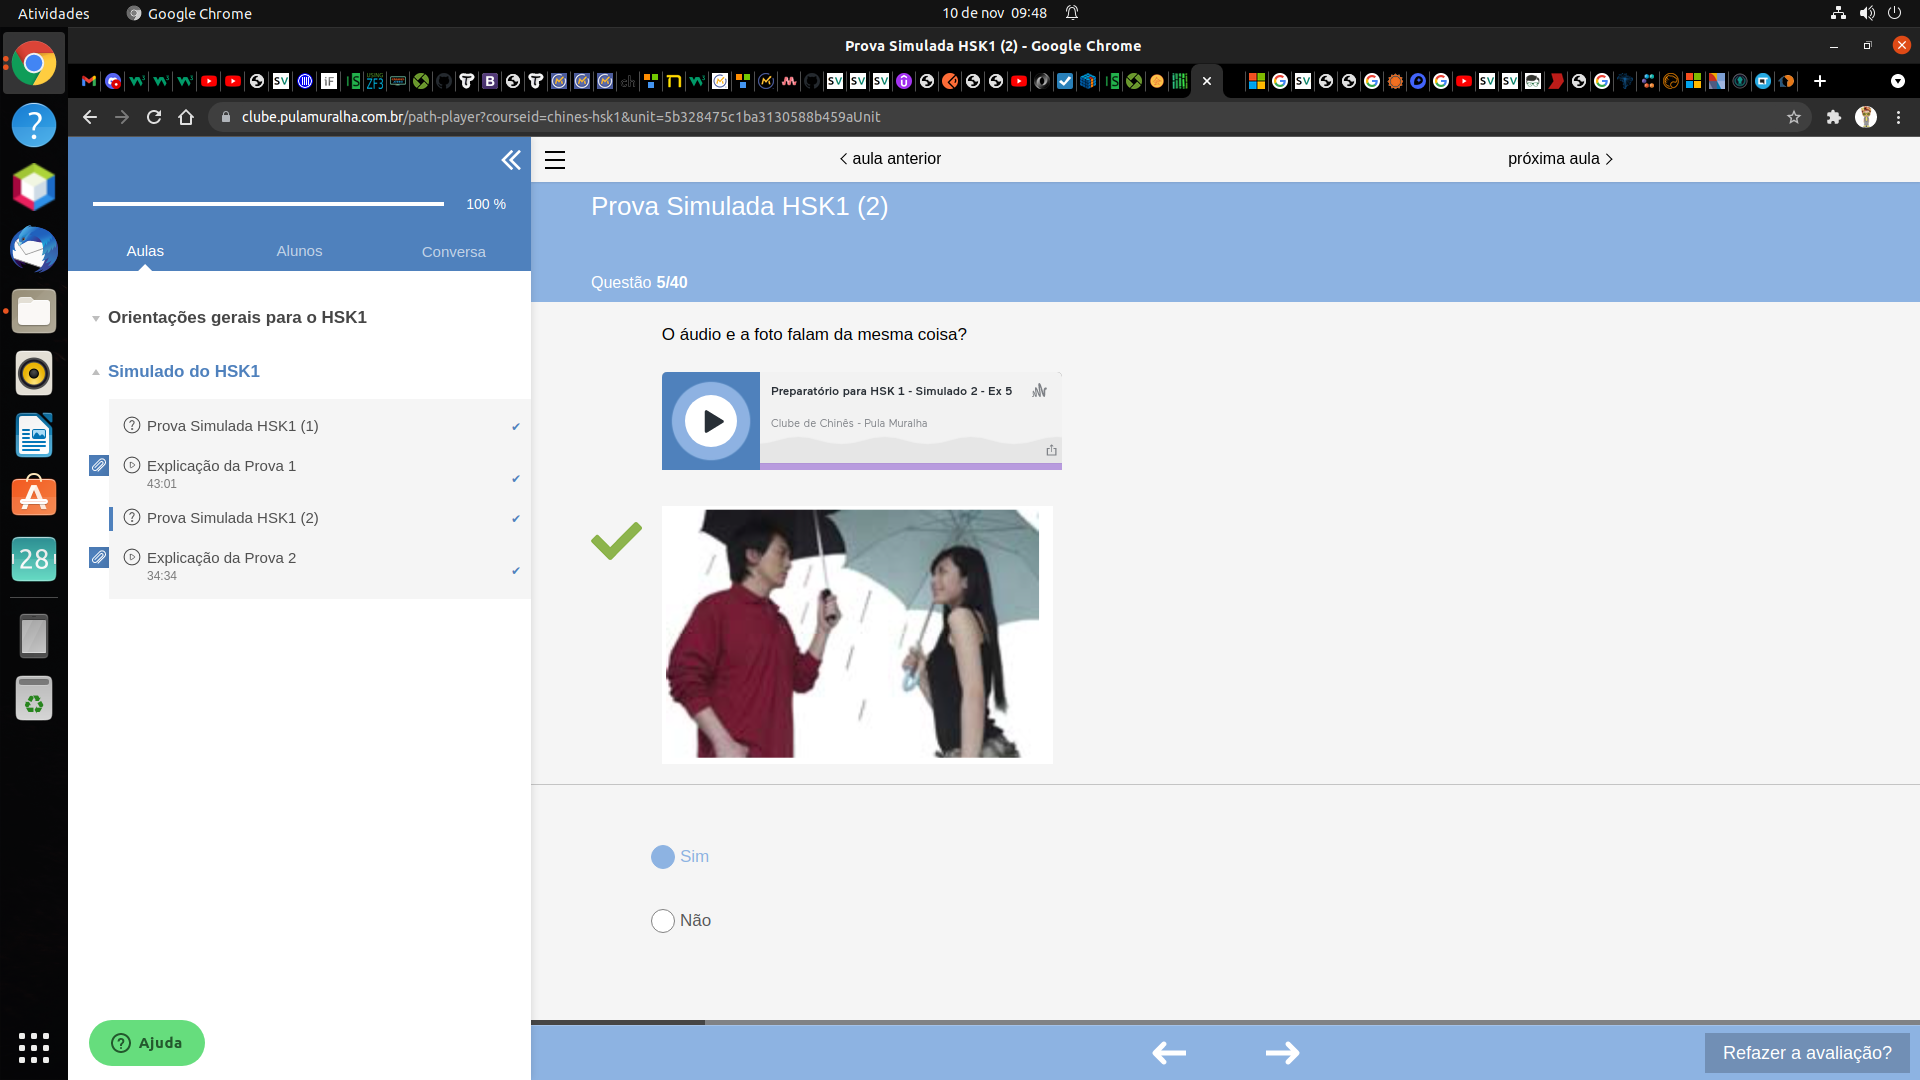 Atividades
Google Chrome
10 de nov 09:48
Prova Simulada HSK1 (2) - Google Chrome
clube.pulamuralha.com.br/path-player?courseid=chines-hsk1&unit=5b328475c1ba3130588b459aUnit
100 %
Aulas
Alunos
Conversa
Orientações gerais para o HSK1
Simulado do HSK1
Prova Simulada HSK1 (1)
Explicação da Prova 1
43:01
Prova Simulada HSK1 (2)
Explicação da Prova 2
34:34
Ajuda
28
aula anterior
próxima aula
Prova Simulada HSK1 (2)
Questão 5/40
O áudio e a foto falam da mesma coisa?
Preparatório para HSK 1 - Simulado 2 - Ex 5
Clube de Chinês - Pula Muralha
Sim
Não
Refazer a avaliação?